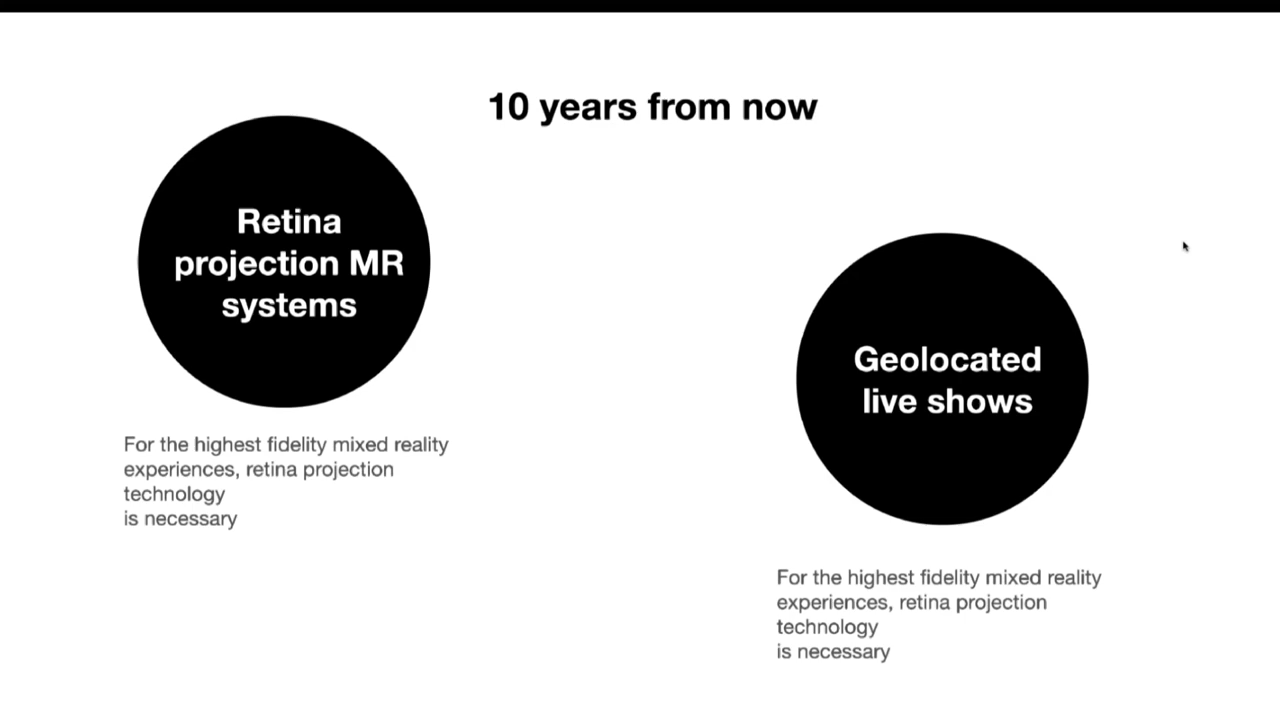 10 years from now
Retina
projection MR
systems
For the highest fidelity mixed reality
experiences, retina projection
technology
is necessary
Geolocated
live shows
For the highest fidelity mixed reality
experiences, retina projection
technology
is necessary